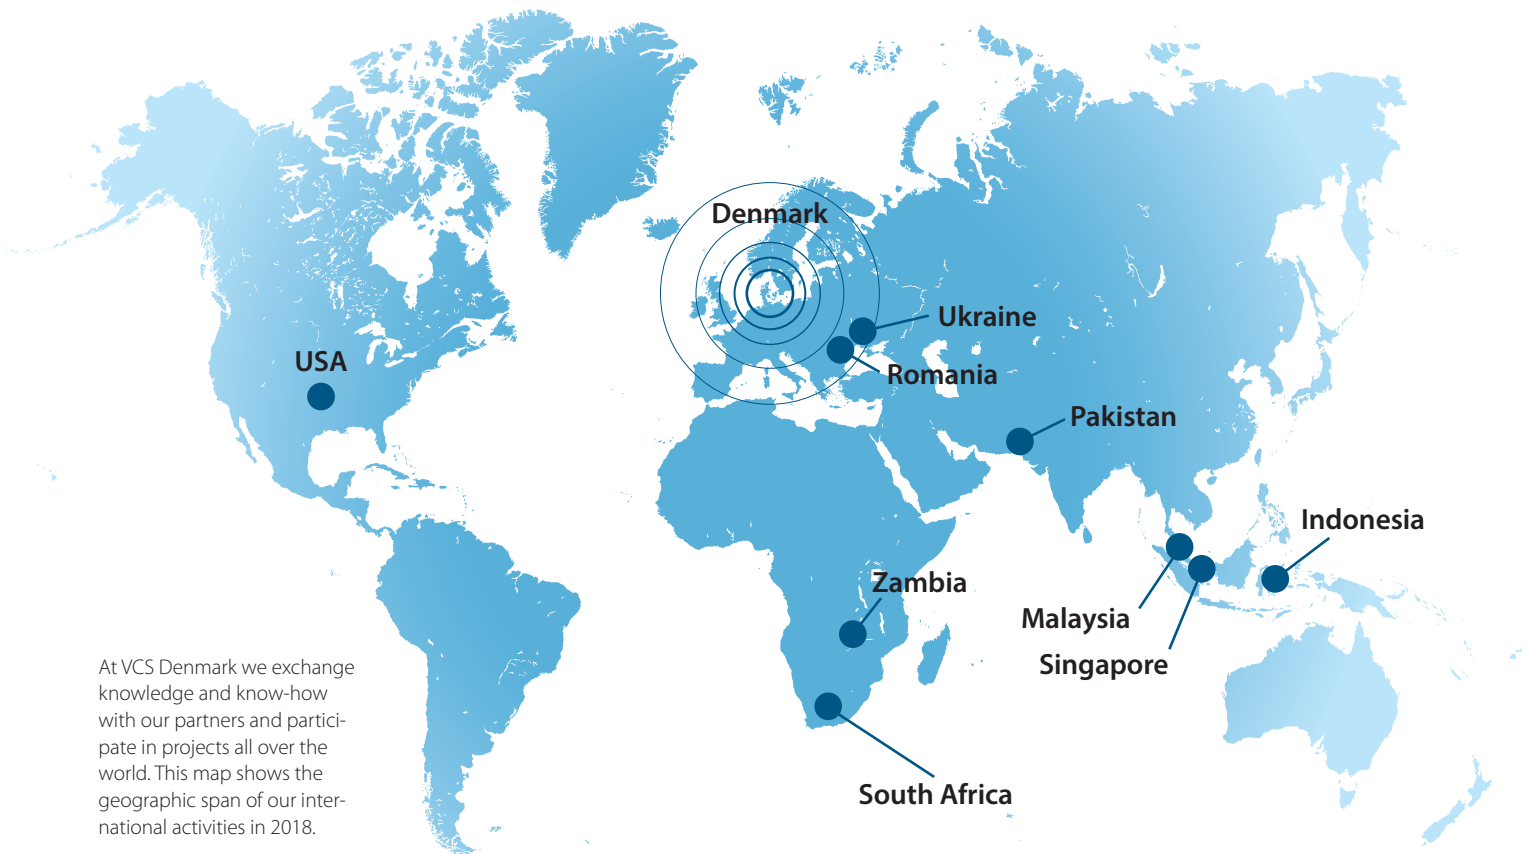 Denmark
Ukraine
USA
Romania
Pakistan
Indonesia
Zambia
Malaysia
Singapore
South Africa
At VCS Denmark we exchange
knowledge and know-how
with our partners and partici-
pate in projects all over the
world. This map shows the
geographic span of our inter-
national activities in 2018.